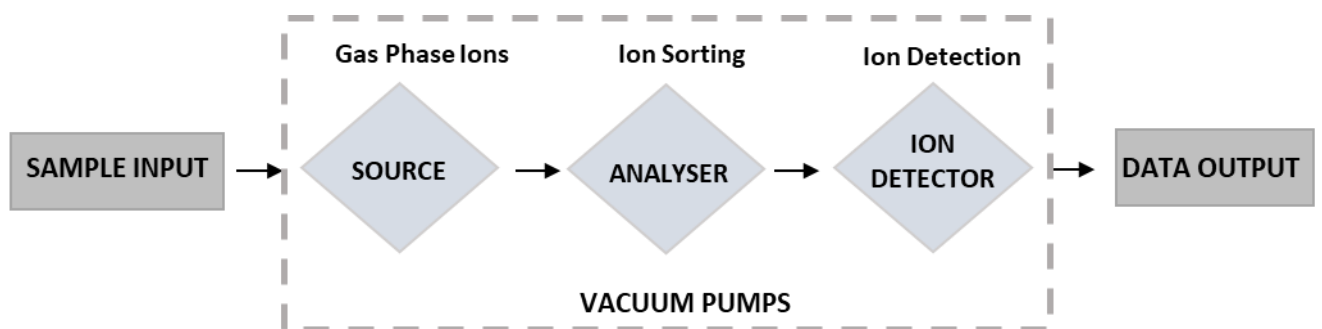 Gas Phase Ions
Ion Sorting
Ion Detection
SAMPLE INPUT
SOURCE
ANALYSER
ION
DETECTOR
DATA OUTPUT
VACUUM PUMPS